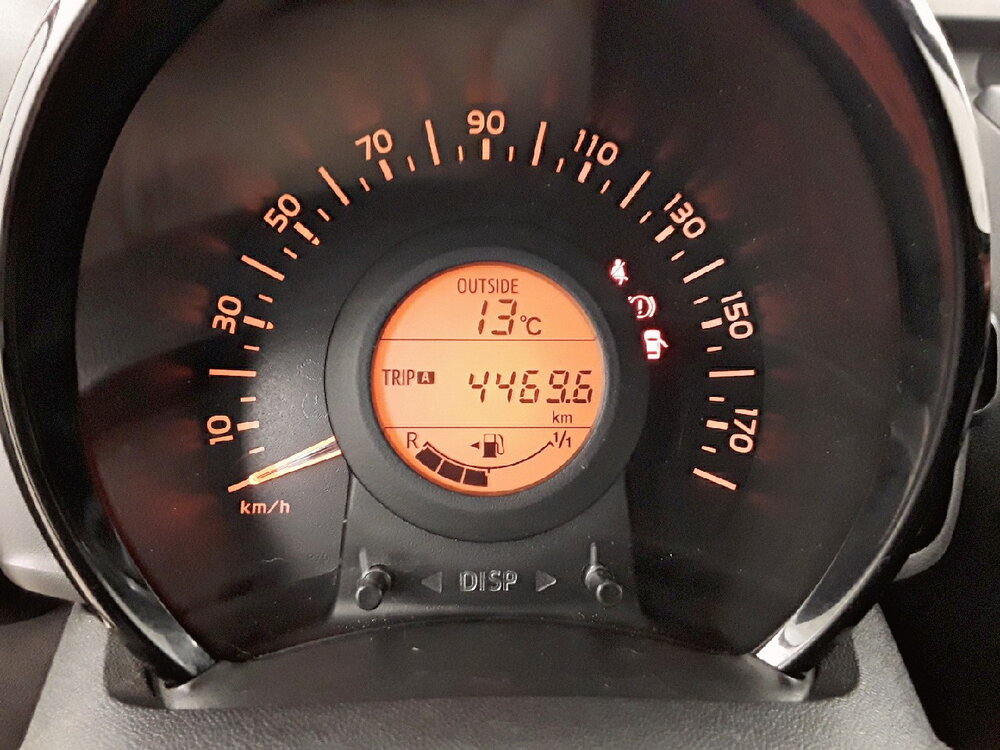 10
30
50
70
90
110
130
150
170
km/h
OUTSIDE
13°C
TRIP A
4469.6
km
R 1/1
DISP